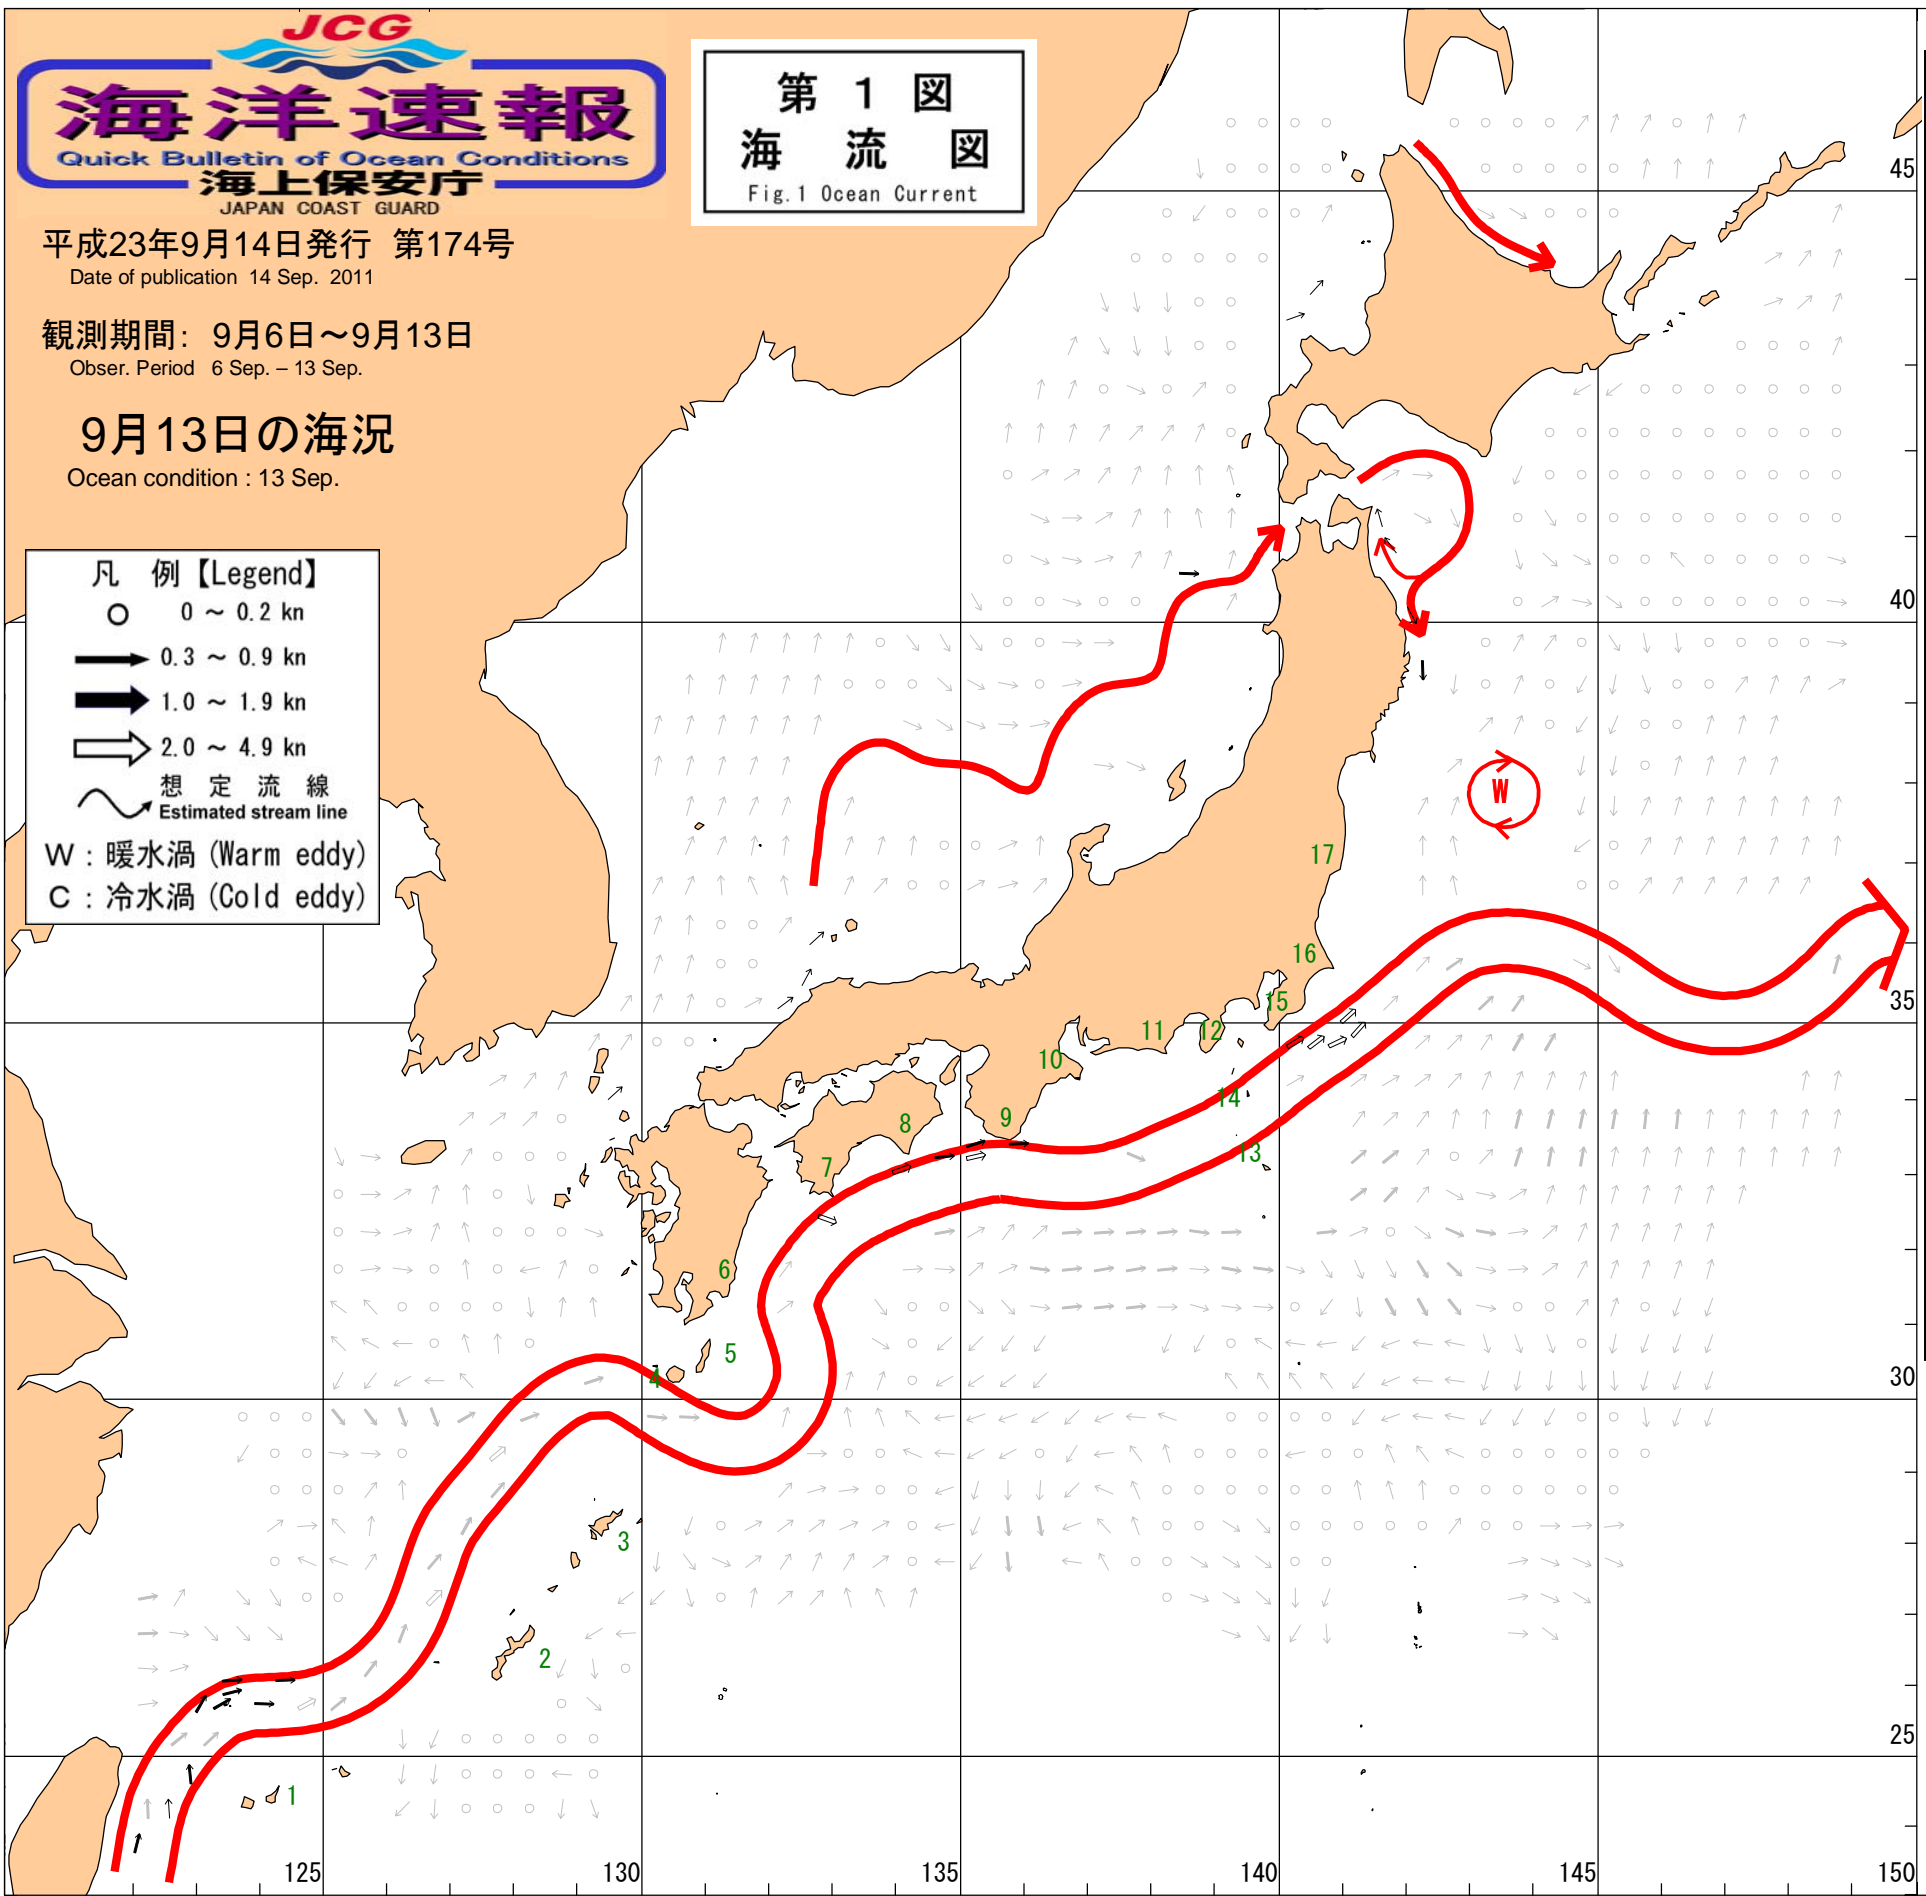 JCG
海洋速報
Quick Bulletin of Ocean Conditions
海上保安庁
JAPAN COAST GUARD
第 1 図
海 流 図
Fig.1 Ocean Current
平成23年9月14日発行 第174号
Date of publication 14 Sep. 2011
観測期間: 9月6日～9月13日
Obser. Period 6 Sep. – 13 Sep.
9月13日の海況
Ocean condition : 13 Sep.
凡 例【Legend】
0 ～ 0.2 kn
0.3 ～ 0.9 kn
1.0 ～ 1.9 kn
2.0 ～ 4.9 kn
想 定 流 線
Estimated stream line
W : 暖水渦 (Warm eddy)
C : 冷水渦 (Cold eddy)
45
40
W
17
16
35
15
12
11
10
14
9
8
13
7
6
5
4
30
3
2
25
1
125
130
135
140
145
150